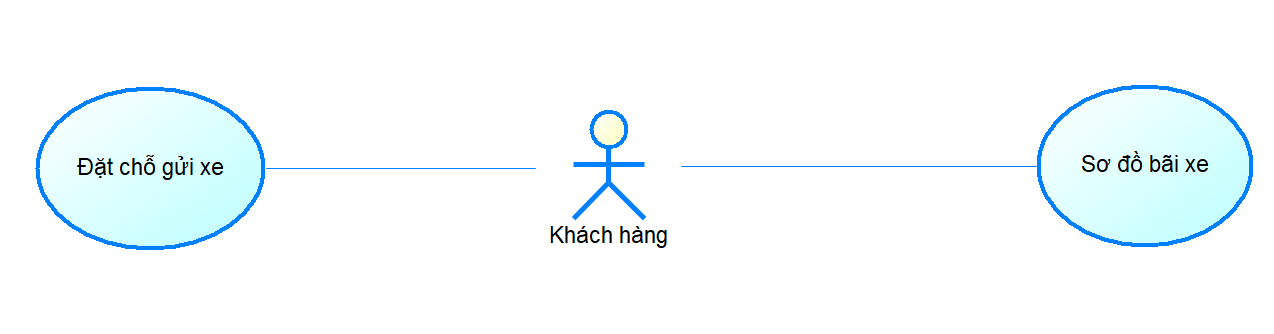 Đặt chỗ gửi xe
Khách hàng
Sơ đồ bãi xe